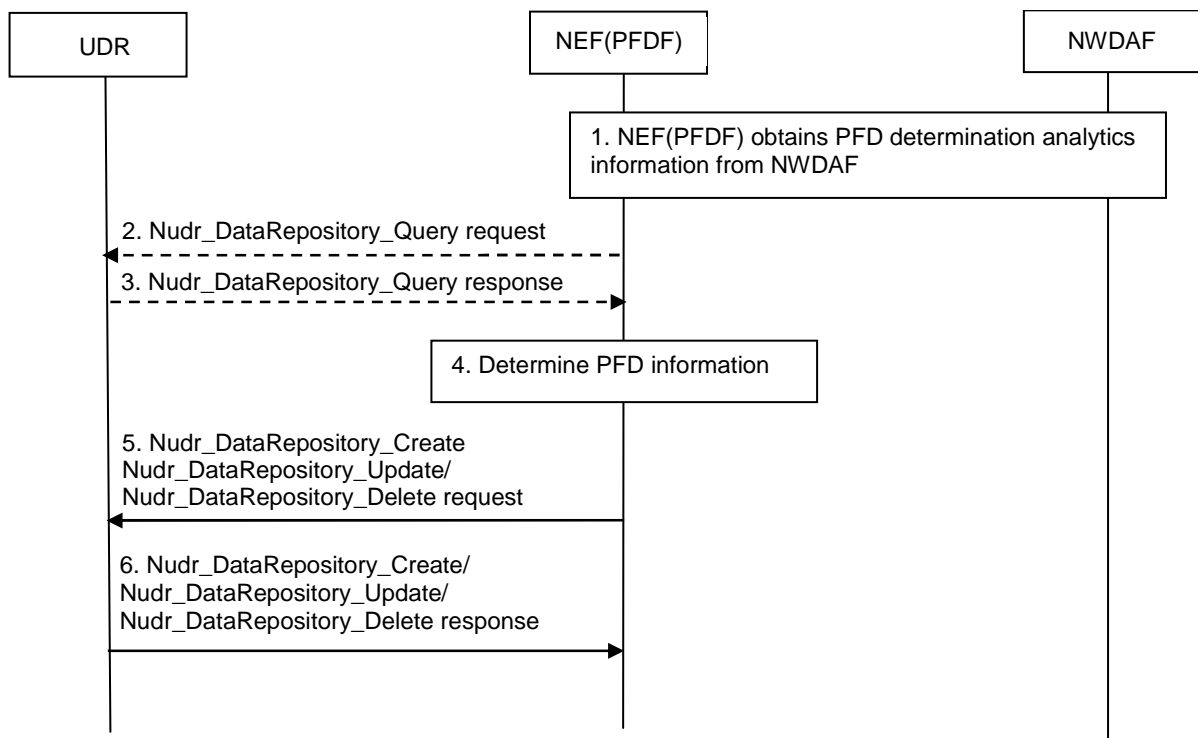 UDR
NEF(PFDF)
NWDAF
1. NEF(PFDF) obtains PFD determination analytics
information from NWDAF
2. Nudr_DataRepository_Query request
3. Nudr_DataRepository_Query response
4. Determine PFD information
5. Nudr_DataRepository_Create
Nudr_DataRepository_Update/
Nudr_DataRepository_Delete request
6. Nudr_DataRepository_Create/
Nudr_DataRepository_Update/
Nudr_DataRepository_Delete response